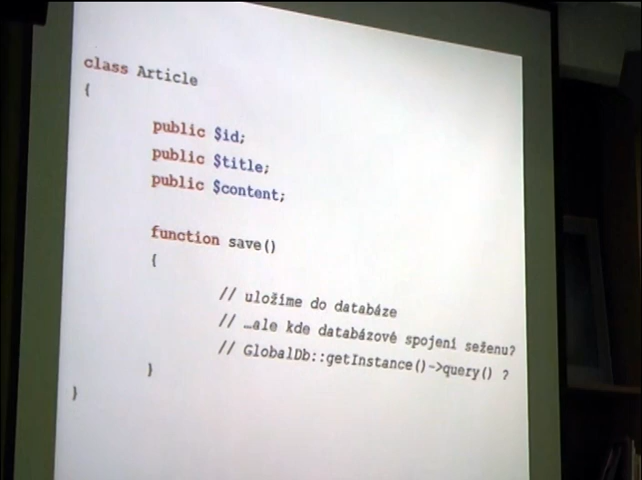 class Article
{
public $id;
public $title;
public $content;
function save()
{
// uložíme do databáze
// …ale kde databázové spojení seženu?
// GlobalDb::getInstance()->query() ?
}
}